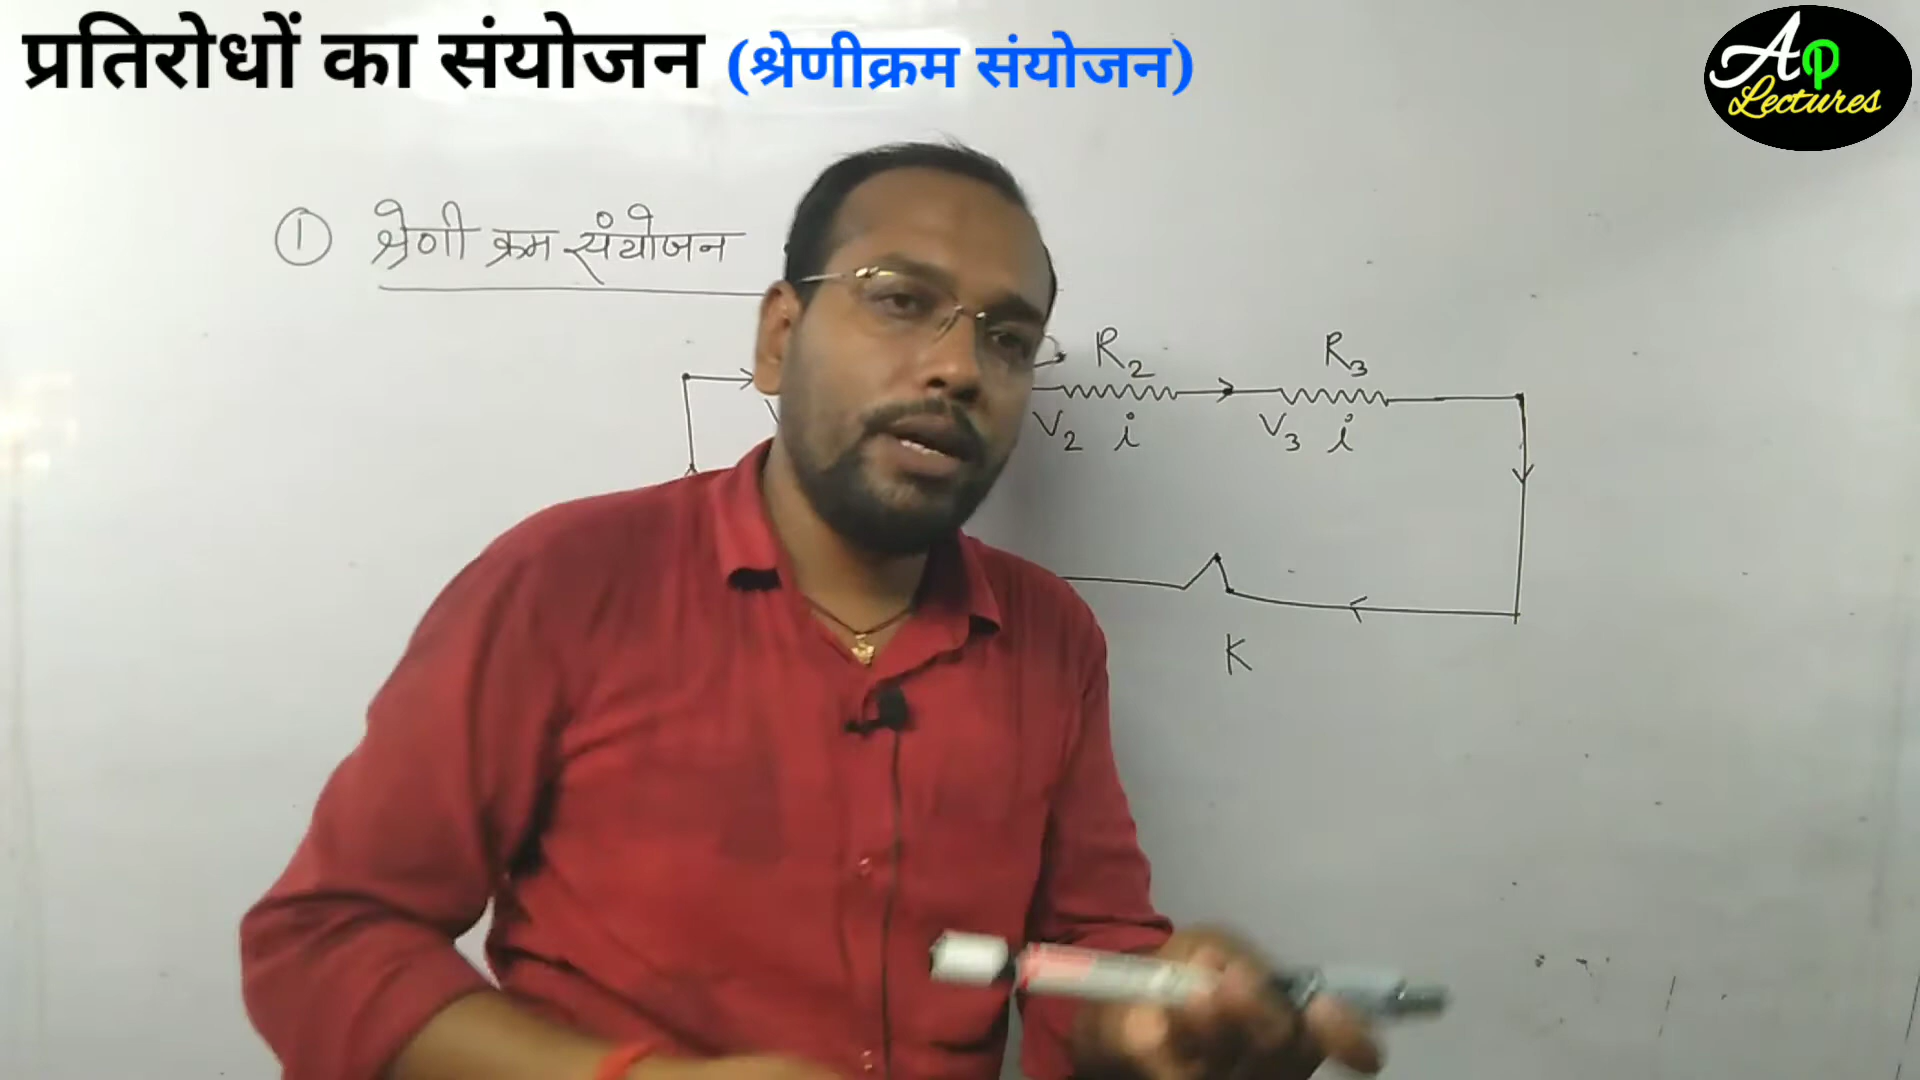 प्रतिरोधों का संयोजन (श्रेणीक्रम संयोजन)
Ap
Lectures
① श्रेणी क्रम संयोजन
R₂ R₃
V₂ i V₃ i
K